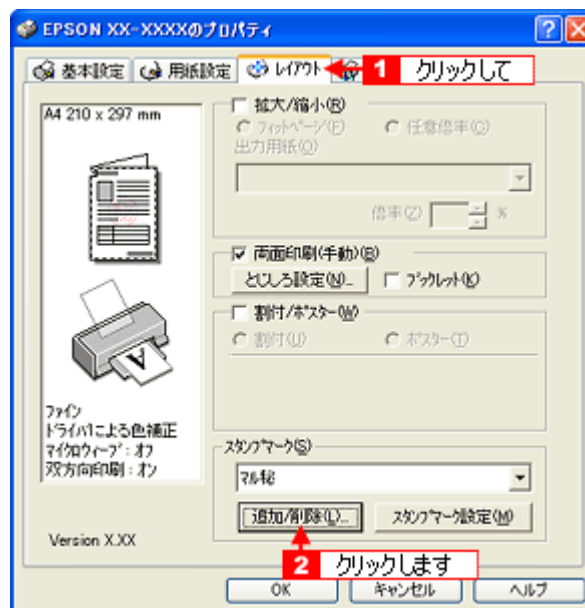 EPSON XX-XXXXのプロパティ
基本設定 用紙設定 レイアウト 1 クリックして
A4 210 x 297 mm
拡大/縮小(R)
フィットページ(F) 任意倍率(C)
出力用紙(O)
倍率(Z) %
両面印刷(手動)(B)
とじしろ設定(N)... ブックレット(K)
割付/ポスター(W)
割付(U) ポスター(T)
A
ファイン
ドライバによる色補正
マイクロウィーブ:オフ
双方向印刷:オン
スタンプマーク(S)
マル秘
追加/削除(L)... スタンプマーク設定(M)
Version X.XX
2 クリックします
OK キャンセル ヘルプ